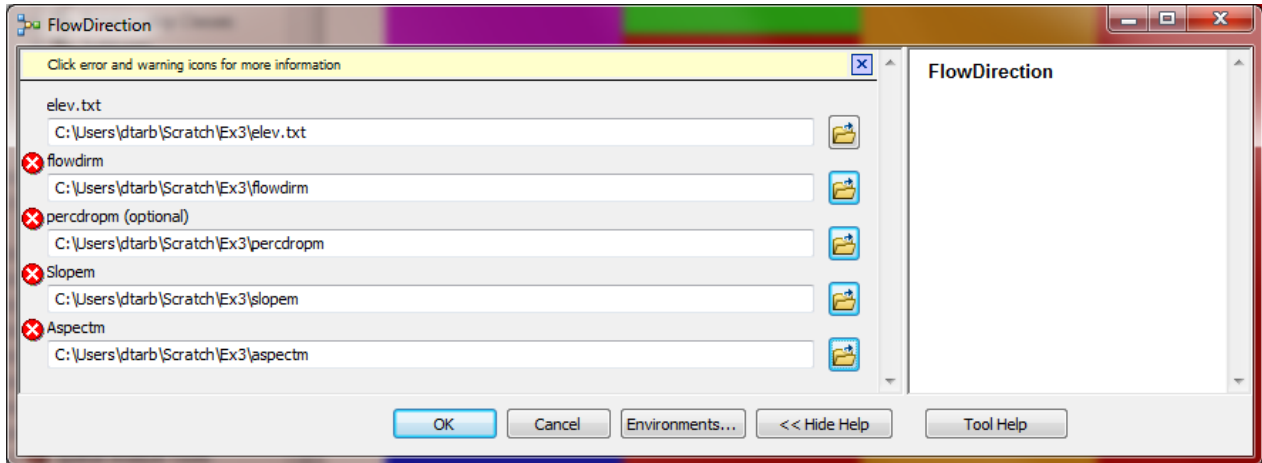 FlowDirection
Click error and warning icons for more information
FlowDirection
elev.txt
C:\Users\dtarb\Scratch\Ex3\elev.txt
flowdirm
C:\Users\dtarb\Scratch\Ex3\flowdirm
percdropm (optional)
C:\Users\dtarb\Scratch\Ex3\percdropm
Slopem
C:\Users\dtarb\Scratch\Ex3\slopem
Aspectm
C:\Users\dtarb\Scratch\Ex3\aspectm
OK Cancel Environments... << Hide Help Tool Help